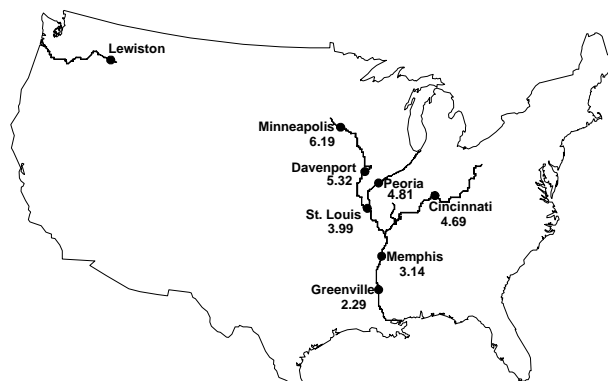 Lewiston
Minneapolis
6.19
Davenport
5.32
Peoria
4.81
Cincinnati
4.69
St. Louis
3.99
Memphis
3.14
Greenville
2.29